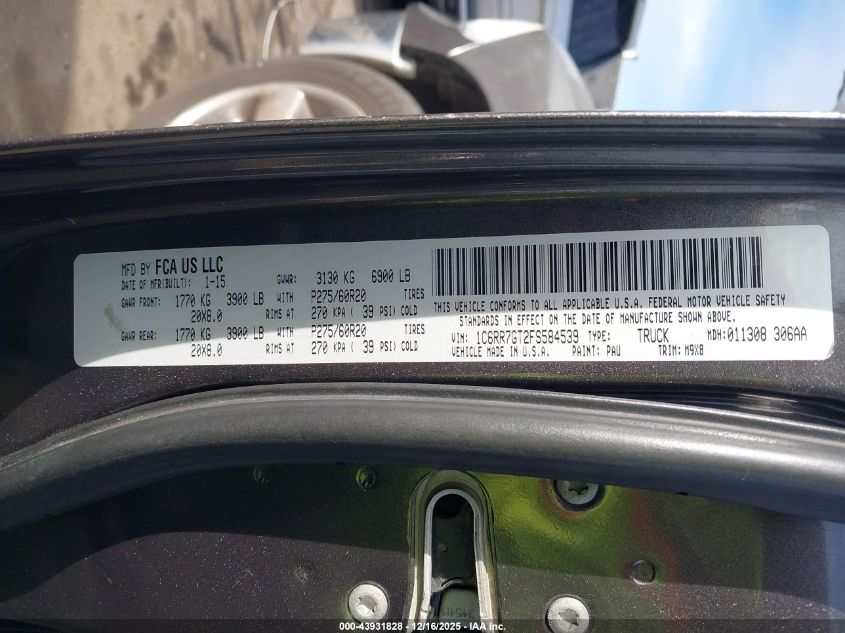 MFD BY FCA US LLC
DATE OF MFR(BUILT): 1-15 GVWR: 3130 KG 6900 LB
GAWR FRONT: 1770 KG 3900 LB WITH P275/60R20 TIRES
20X8.0 RIMS AT 270 KPA ( 39 PSI) COLD
GAWR REAR: 1770 KG 3900 LB WITH P275/60R20 TIRES
20X8.0 RIMS AT 270 KPA ( 39 PSI) COLD
THIS VEHICLE CONFORMS TO ALL APPLICABLE U.S.A. FEDERAL MOTOR VEHICLE SAFETY
STANDARDS IN EFFECT ON THE DATE OF MANUFACTURE SHOWN ABOVE.
VIN: 1C6RR7GT2FS584539 TYPE: TRUCK MDH: 011308 306AA
VEHICLE MADE IN U.S.A. PAINT: PAU TRIM: M9X8
000-43931828 - 12/16/2025 - IAA, Inc.